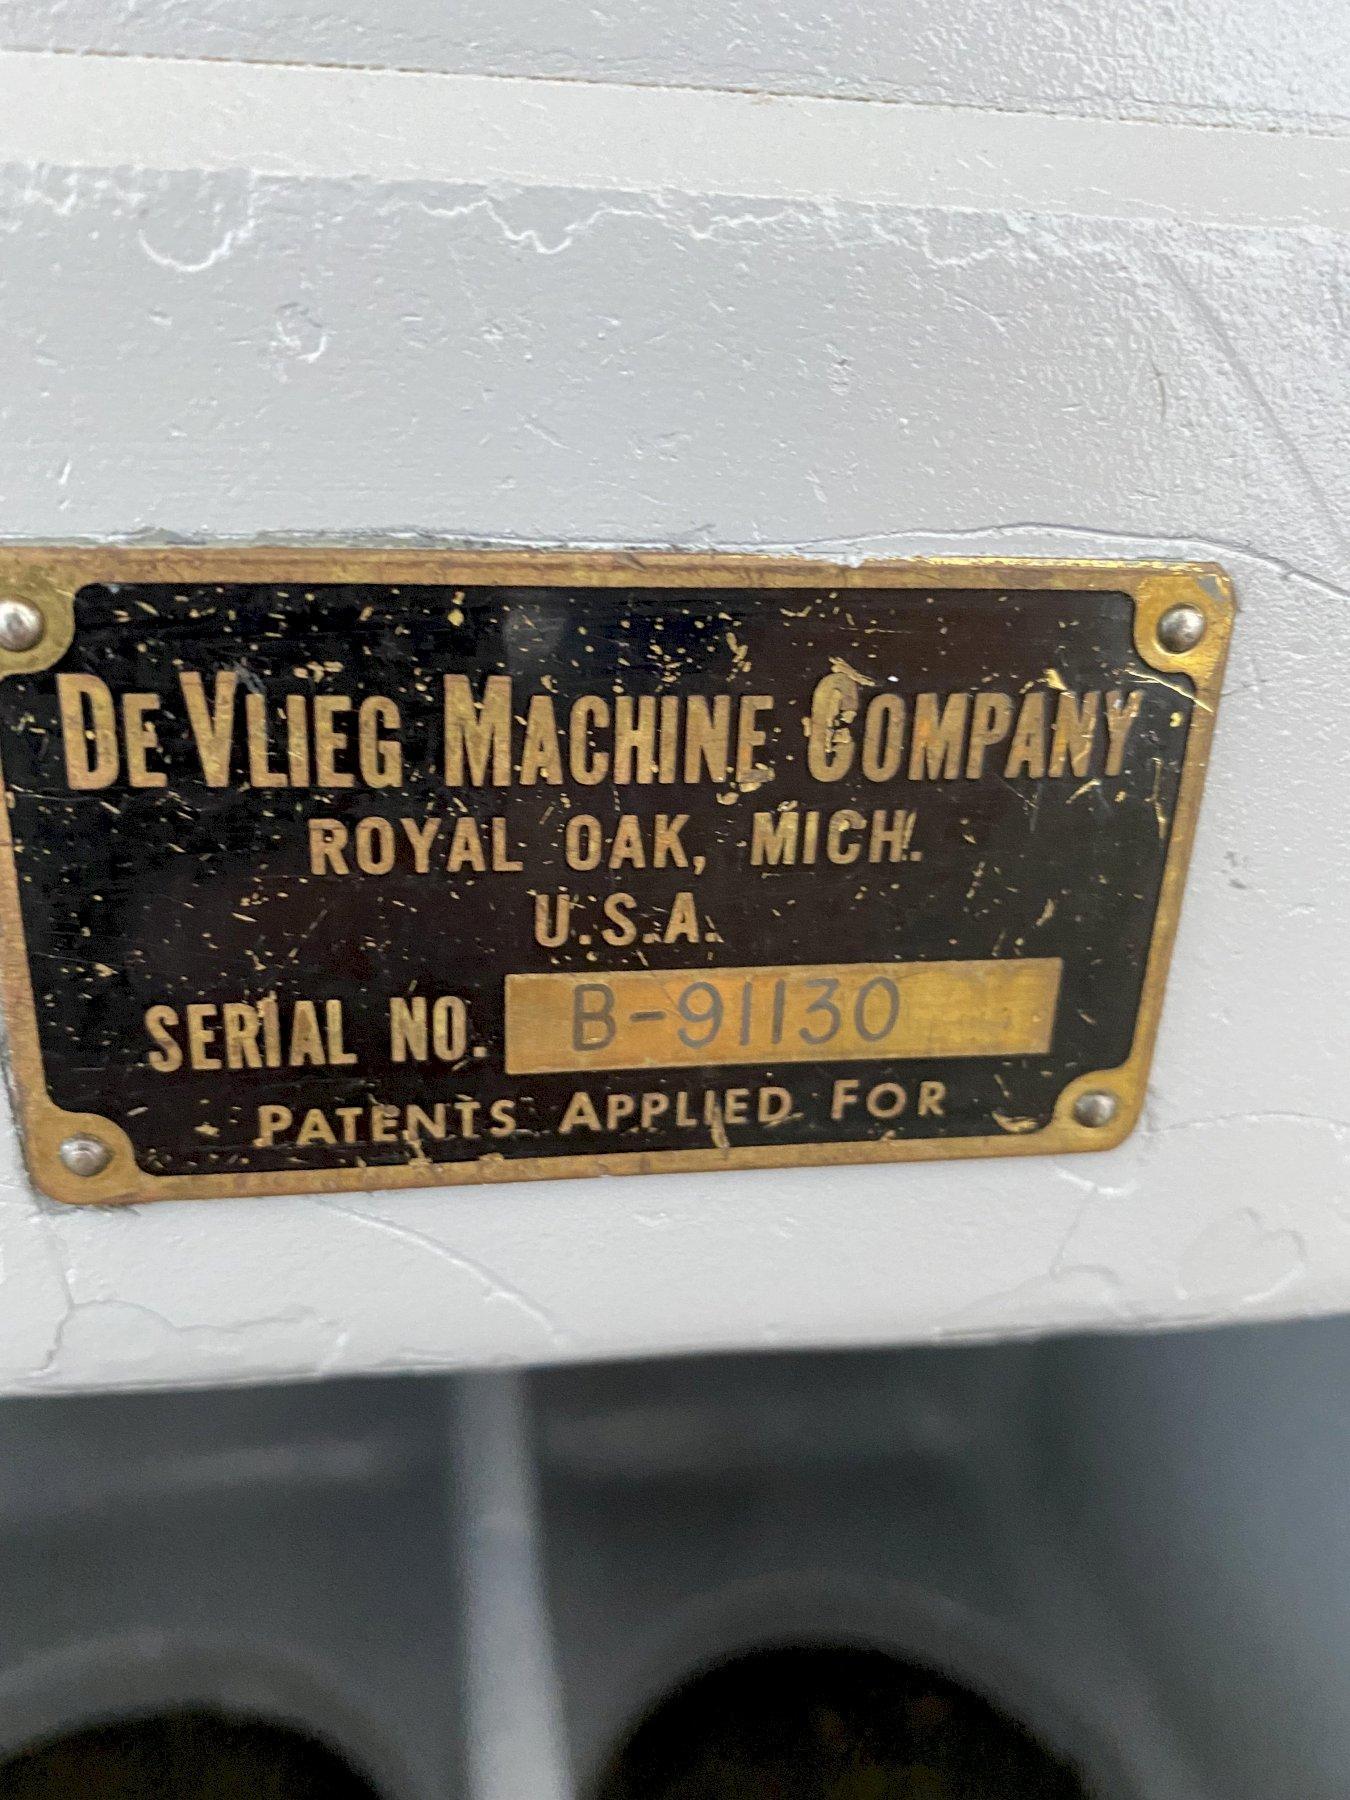 DEVLIEG MACHINE COMPANY
ROYAL OAK, MICH.
U.S.A.
SERIAL NO. B-91130
PATENTS APPLIED FOR